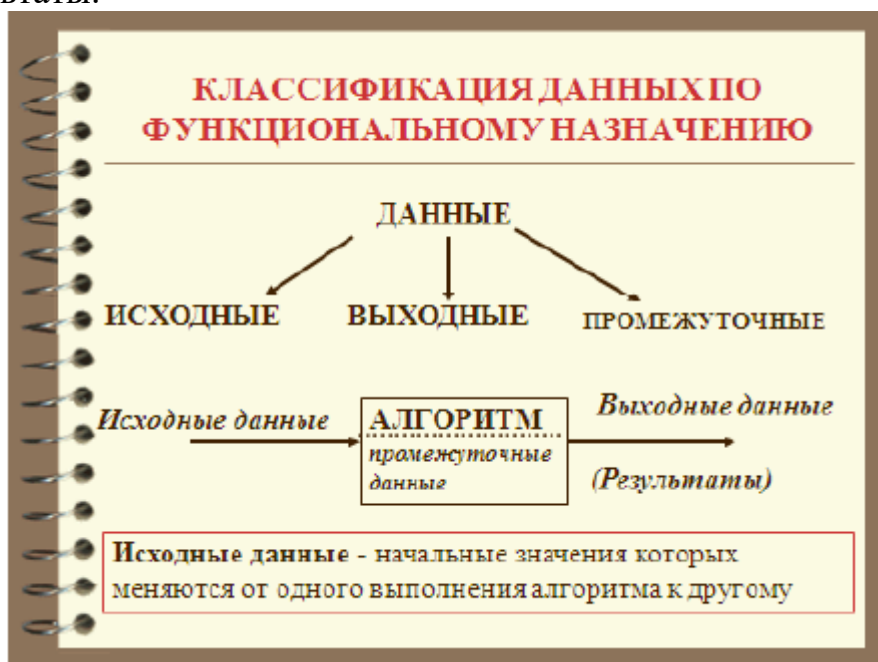 КЛАССИФИКАЦИЯ ДАННЫХ ПО
ФУНКЦИОНАЛЬНОМУ НАЗНАЧЕНИЮ
ДАННЫЕ
ИСХОДНЫЕ ВЫХОДНЫЕ ПРОМЕЖУТОЧНЫЕ
Исходные данные
АЛГОРИТМ
промежуточные
данные
Выходные данные
(Результаты)
Исходные данные - начальные значения которых
меняются от одного выполнения алгоритма к другому